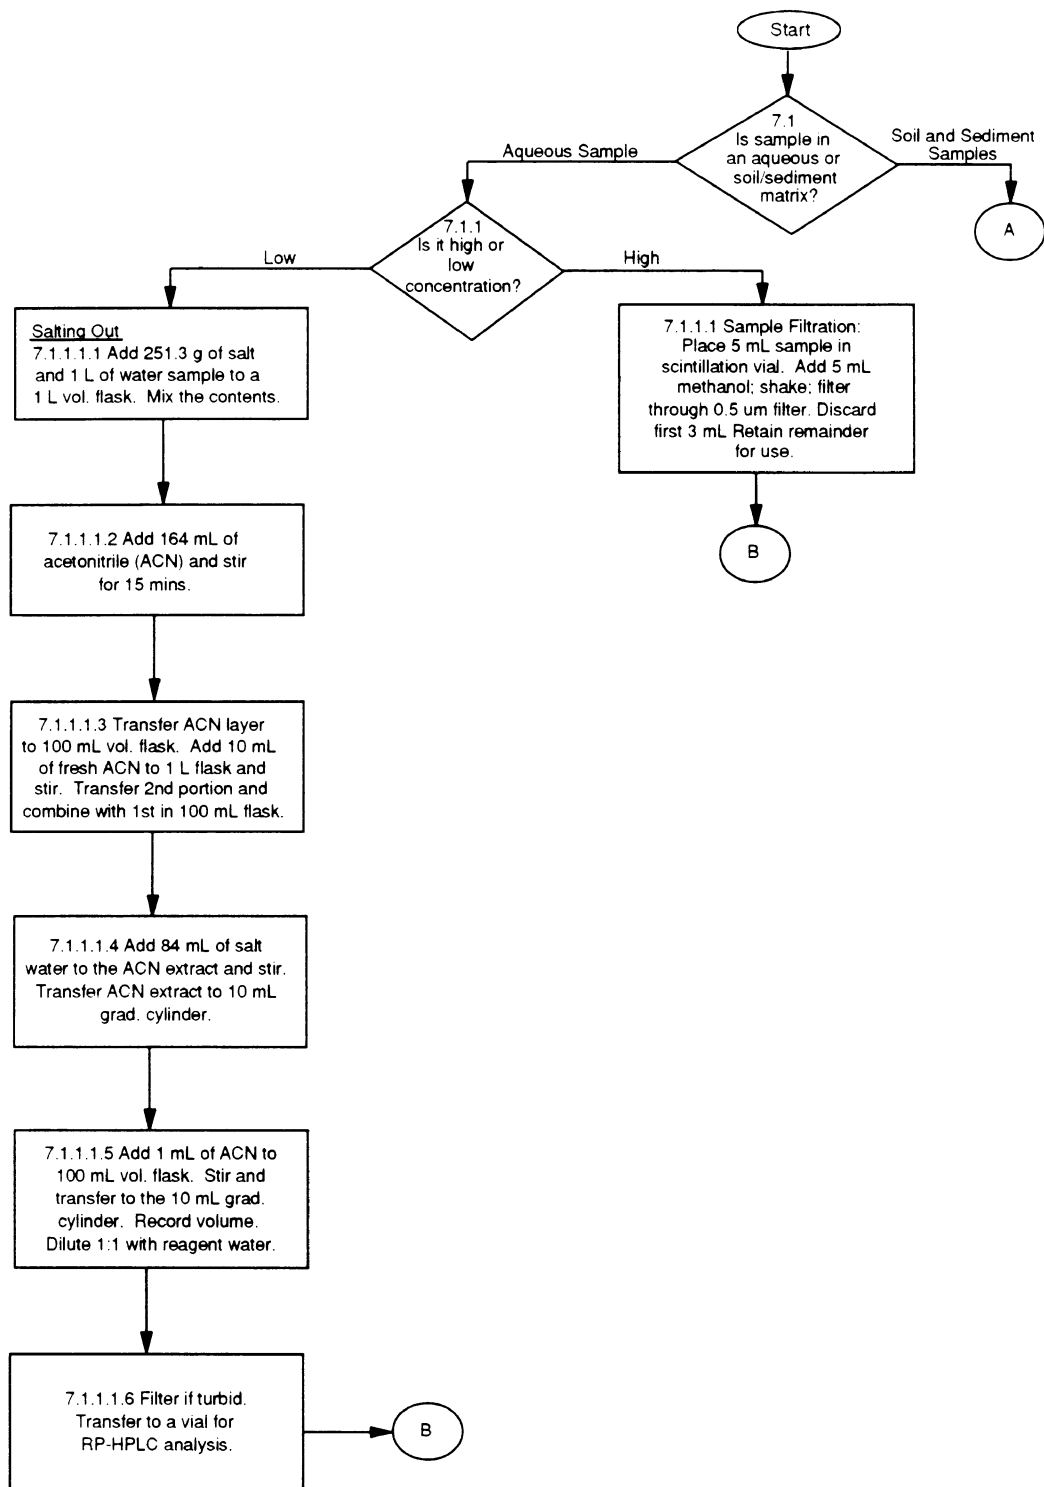 Start
7.1
Is sample in
an aqueous or
soil/sediment
matrix?
Aqueous Sample
Soil and Sediment
Samples
A
7.1.1
Is it high or
low
concentration?
Low
High
Salting Out
7.1.1.1.1 Add 251.3 g of salt
and 1 L of water sample to a
1 L vol. flask. Mix the contents.
7.1.1.1 Sample Filtration:
Place 5 mL sample in
scintillation vial. Add 5 mL
methanol; shake; filter
through 0.5 um filter. Discard
first 3 mL Retain remainder
for use.
7.1.1.1.2 Add 164 mL of
acetonitrile (ACN) and stir
for 15 mins.
B
7.1.1.1.3 Transfer ACN layer
to 100 mL vol. flask. Add 10 mL
of fresh ACN to 1 L flask and
stir. Transfer 2nd portion and
combine with 1st in 100 mL flask.
7.1.1.1.4 Add 84 mL of salt
water to the ACN extract and stir.
Transfer ACN extract to 10 mL
grad. cylinder.
7.1.1.1.5 Add 1 mL of ACN to
100 mL vol. flask. Stir and
transfer to the 10 mL grad.
cylinder. Record volume.
Dilute 1:1 with reagent water.
7.1.1.1.6 Filter if turbid.
Transfer to a vial for
RP-HPLC analysis.
B